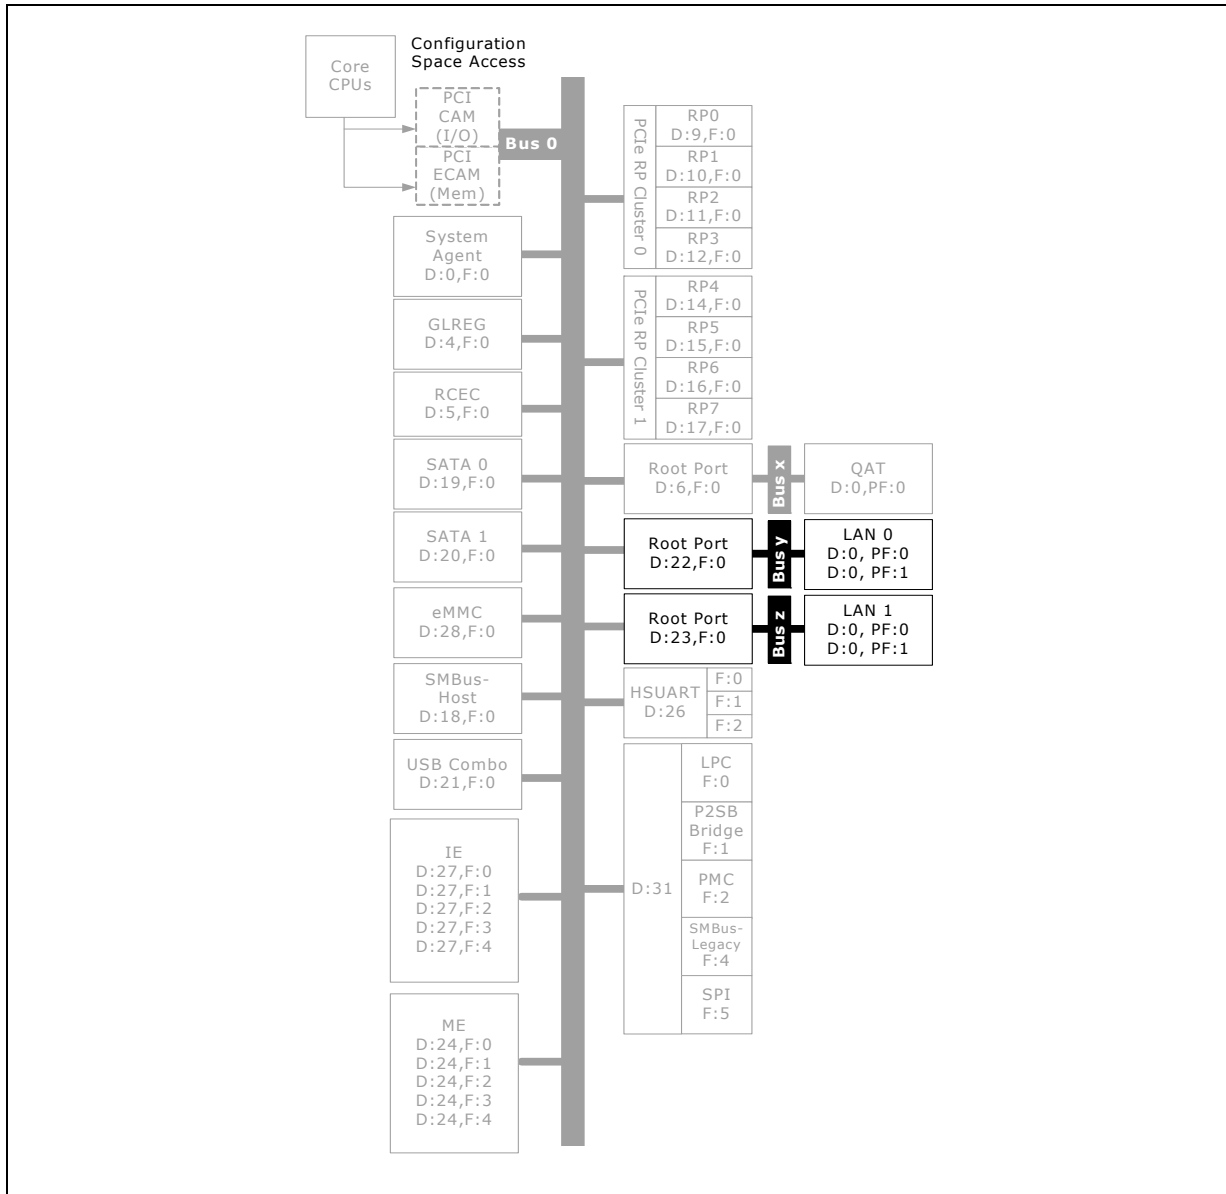 Configuration
Space Access
Core
CPUs
PCI
CAM
(I/O)
PCI
ECAM
(Mem)
Bus 0
System
Agent
D:0,F:0
GLREG
D:4,F:0
RCEC
D:5,F:0
SATA 0
D:19,F:0
SATA 1
D:20,F:0
eMMC
D:28,F:0
SMBus-
Host
D:18,F:0
USB Combo
D:21,F:0
IE
D:27,F:0
D:27,F:1
D:27,F:2
D:27,F:3
D:27,F:4
ME
D:24,F:0
D:24,F:1
D:24,F:2
D:24,F:3
D:24,F:4
PCIe RP Cluster 0
RP0
D:9,F:0
RP1
D:10,F:0
RP2
D:11,F:0
RP3
D:12,F:0
PCIe RP Cluster 1
RP4
D:14,F:0
RP5
D:15,F:0
RP6
D:16,F:0
RP7
D:17,F:0
Root Port
D:6,F:0
Bus x
QAT
D:0,PF:0
Root Port
D:22,F:0
Bus y
LAN 0
D:0, PF:0
D:0, PF:1
Root Port
D:23,F:0
Bus z
LAN 1
D:0, PF:0
D:0, PF:1
HSUART
D:26
F:0
F:1
F:2
D:31
LPC
F:0
P2SB
Bridge
F:1
PMC
F:2
SMBus-
Legacy
F:4
SPI
F:5